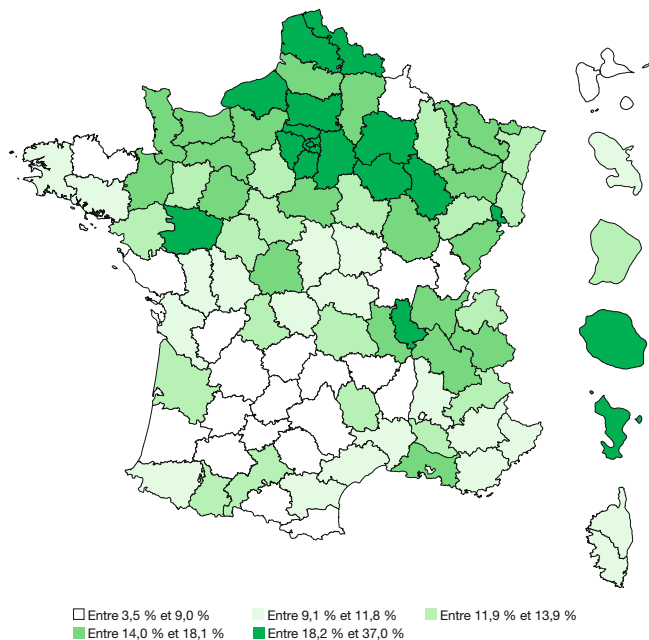 Entre 3,5 % et 9,0 % Entre 9,1 % et 11,8 % Entre 11,9 % et 13,9 %
Entre 14,0 % et 18,1 % Entre 18,2 % et 37,0 %